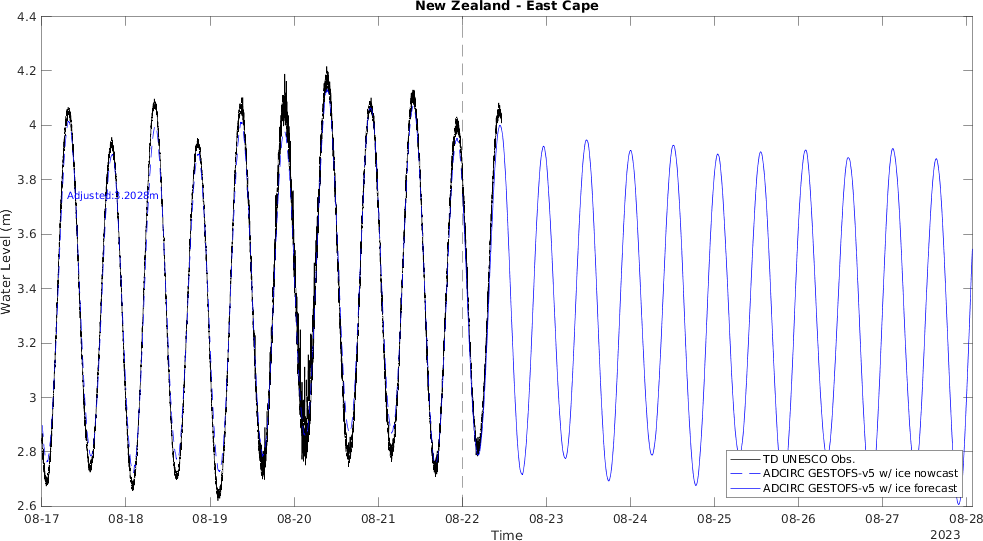 New Zealand - East Cape
4.4
4.2
4
3.8
3.6
3.4
3.2
3
2.8
2.6
Water Level (m)
Adjusted:3.2028m
TD UNESCO Obs.
ADCIRC GESTOFS-v5 w/ ice nowcast
ADCIRC GESTOFS-v5 w/ ice forecast
08-17 08-18 08-19 08-20 08-21 08-22 08-23 08-24 08-25 08-26 08-27 08-28
Time
2023